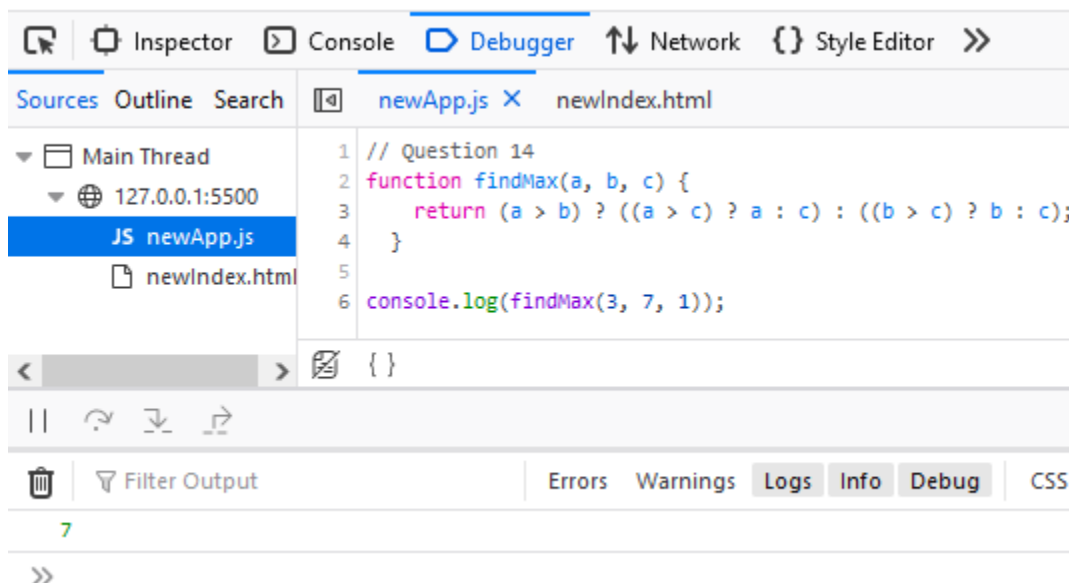 Inspector Console Debugger Network {} Style Editor
Sources Outline Search newApp.js newIndex.html
Main Thread
127.0.0.1:5500
JS newApp.js
newIndex.html
1 // Question 14
2 function findMax(a, b, c) {
3 return (a > b) ? ((a > c) ? a : c) : ((b > c) ? b : c);
4 }
5
6 console.log(findMax(3, 7, 1));
{ }
Filter Output Errors Warnings Logs Info Debug CSS
7